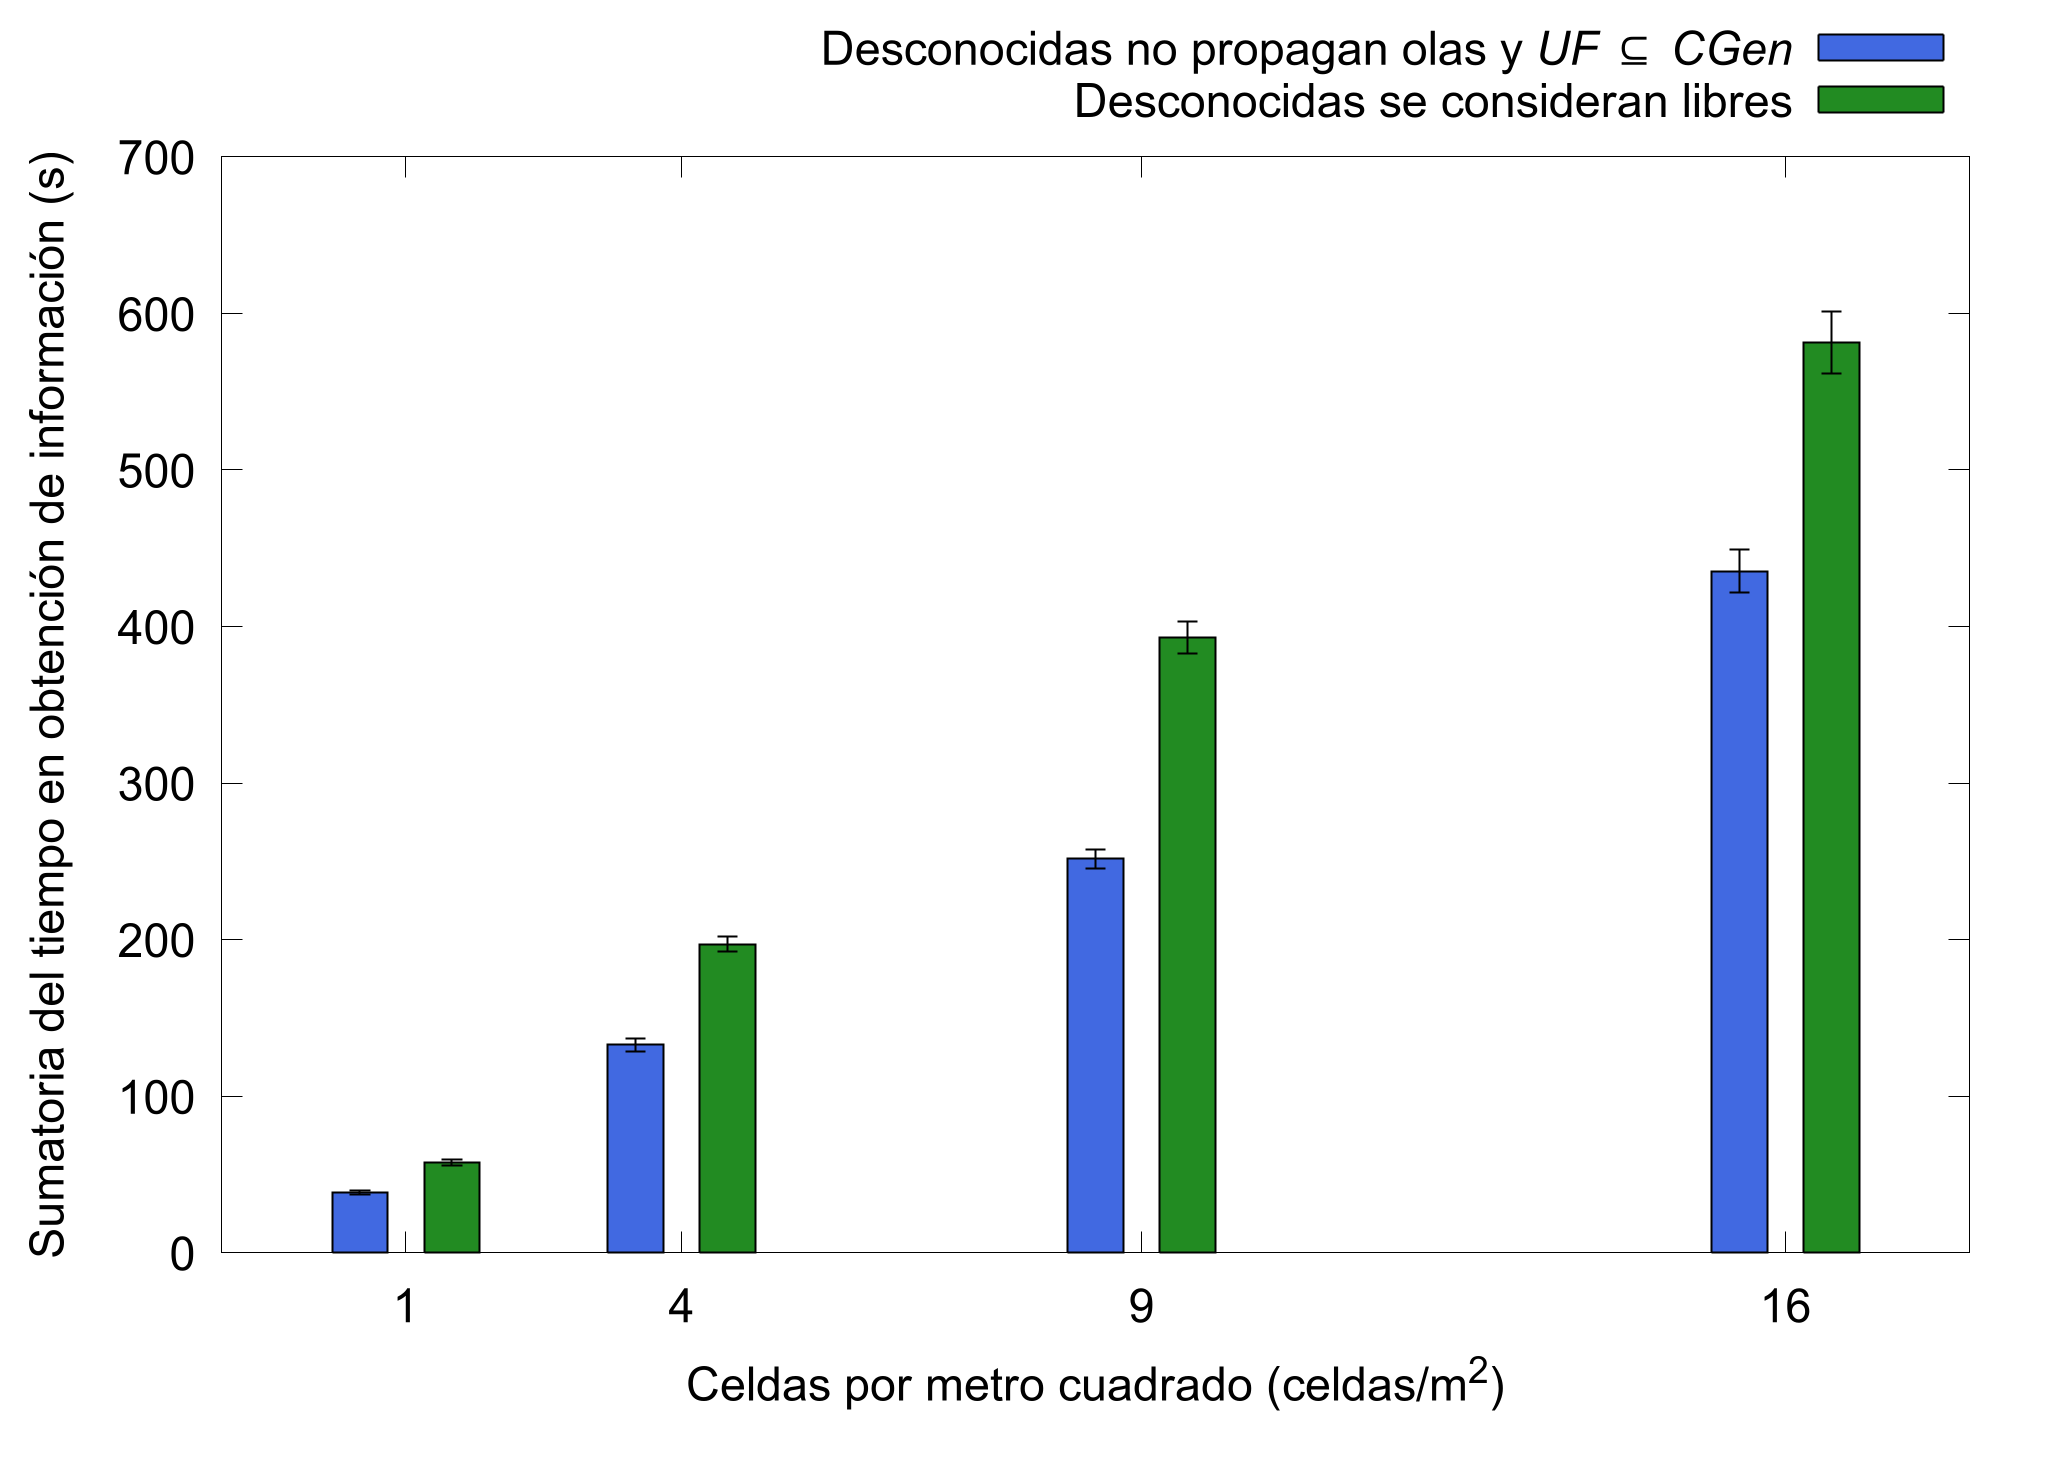 Desconocidas no propagan olas y UF ⊆ CGen
Desconocidas se consideran libres
Sumatoria del tiempo en obtención de información (s)
700
600
500
400
300
200
100
0
1 4 9 16
Celdas por metro cuadrado (celdas/m²)